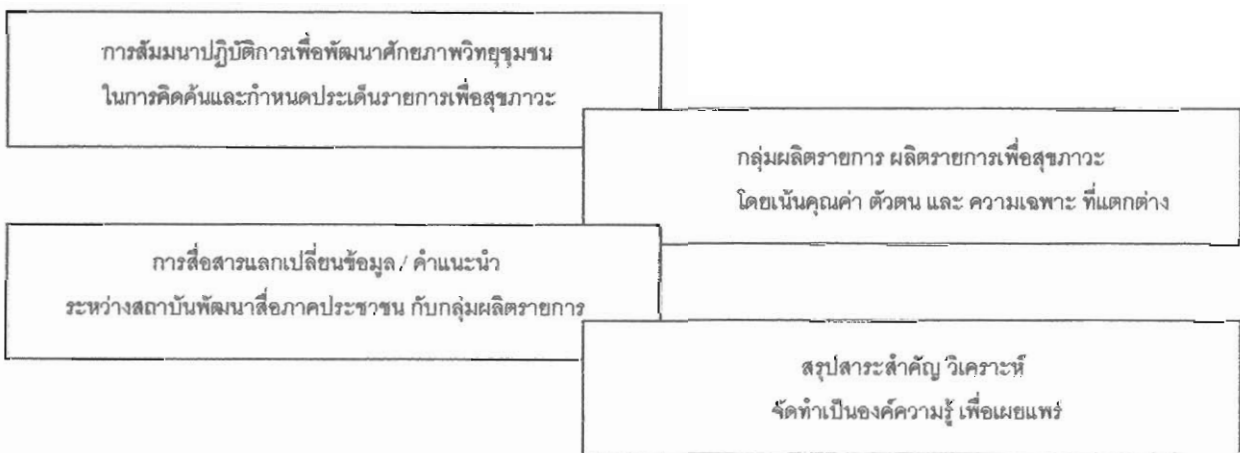 การสัมมนาปฏิบัติการเพื่อพัฒนาศักยภาพวิทยุชุมชน
ในการคิดค้นและกำหนดประเด็นรายการเพื่อสุขภาวะ
กลุ่มผลิตรายการ ผลิตรายการเพื่อสุขภาวะ
โดยเน้นคุณค่า ตัวตน และ ความเฉพาะ ที่แตกต่าง
การสื่อสารแลกเปลี่ยนข้อมูล / คำแนะนำ
ระหว่างสถาบันพัฒนาสื่อภาคประชาชน กับกลุ่มผลิตรายการ
สรุปสาระสำคัญ วิเคราะห์
จัดทำเป็นองค์ความรู้ เพื่อเผยแพร่